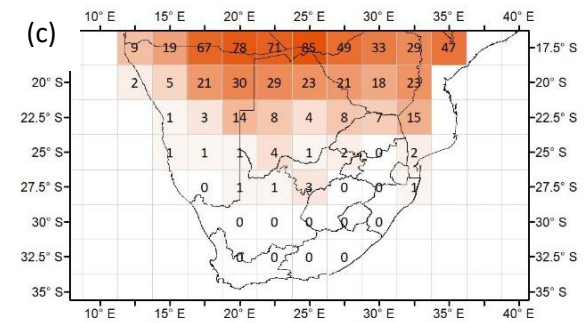 (c)
10° E 15° E 20° E 25° E 30° E 35° E 40° E
9 19 67 78 71 85 49 33 29 47 17.5° S
20° S 2 5 21 30 29 23 21 18 23 20° S
22.5° S 1 3 14 8 4 8 7 15 22.5° S
25° S 1 1 1 4 1 2 0 2 25° S
27.5° S 0 1 1 3 0 0 1 27.5° S
30° S 0 0 0 0 0 30° S
32.5° S 0 0 0 0 32.5° S
35° S 35° S
10° E 15° E 20° E 25° E 30° E 35° E 40° E